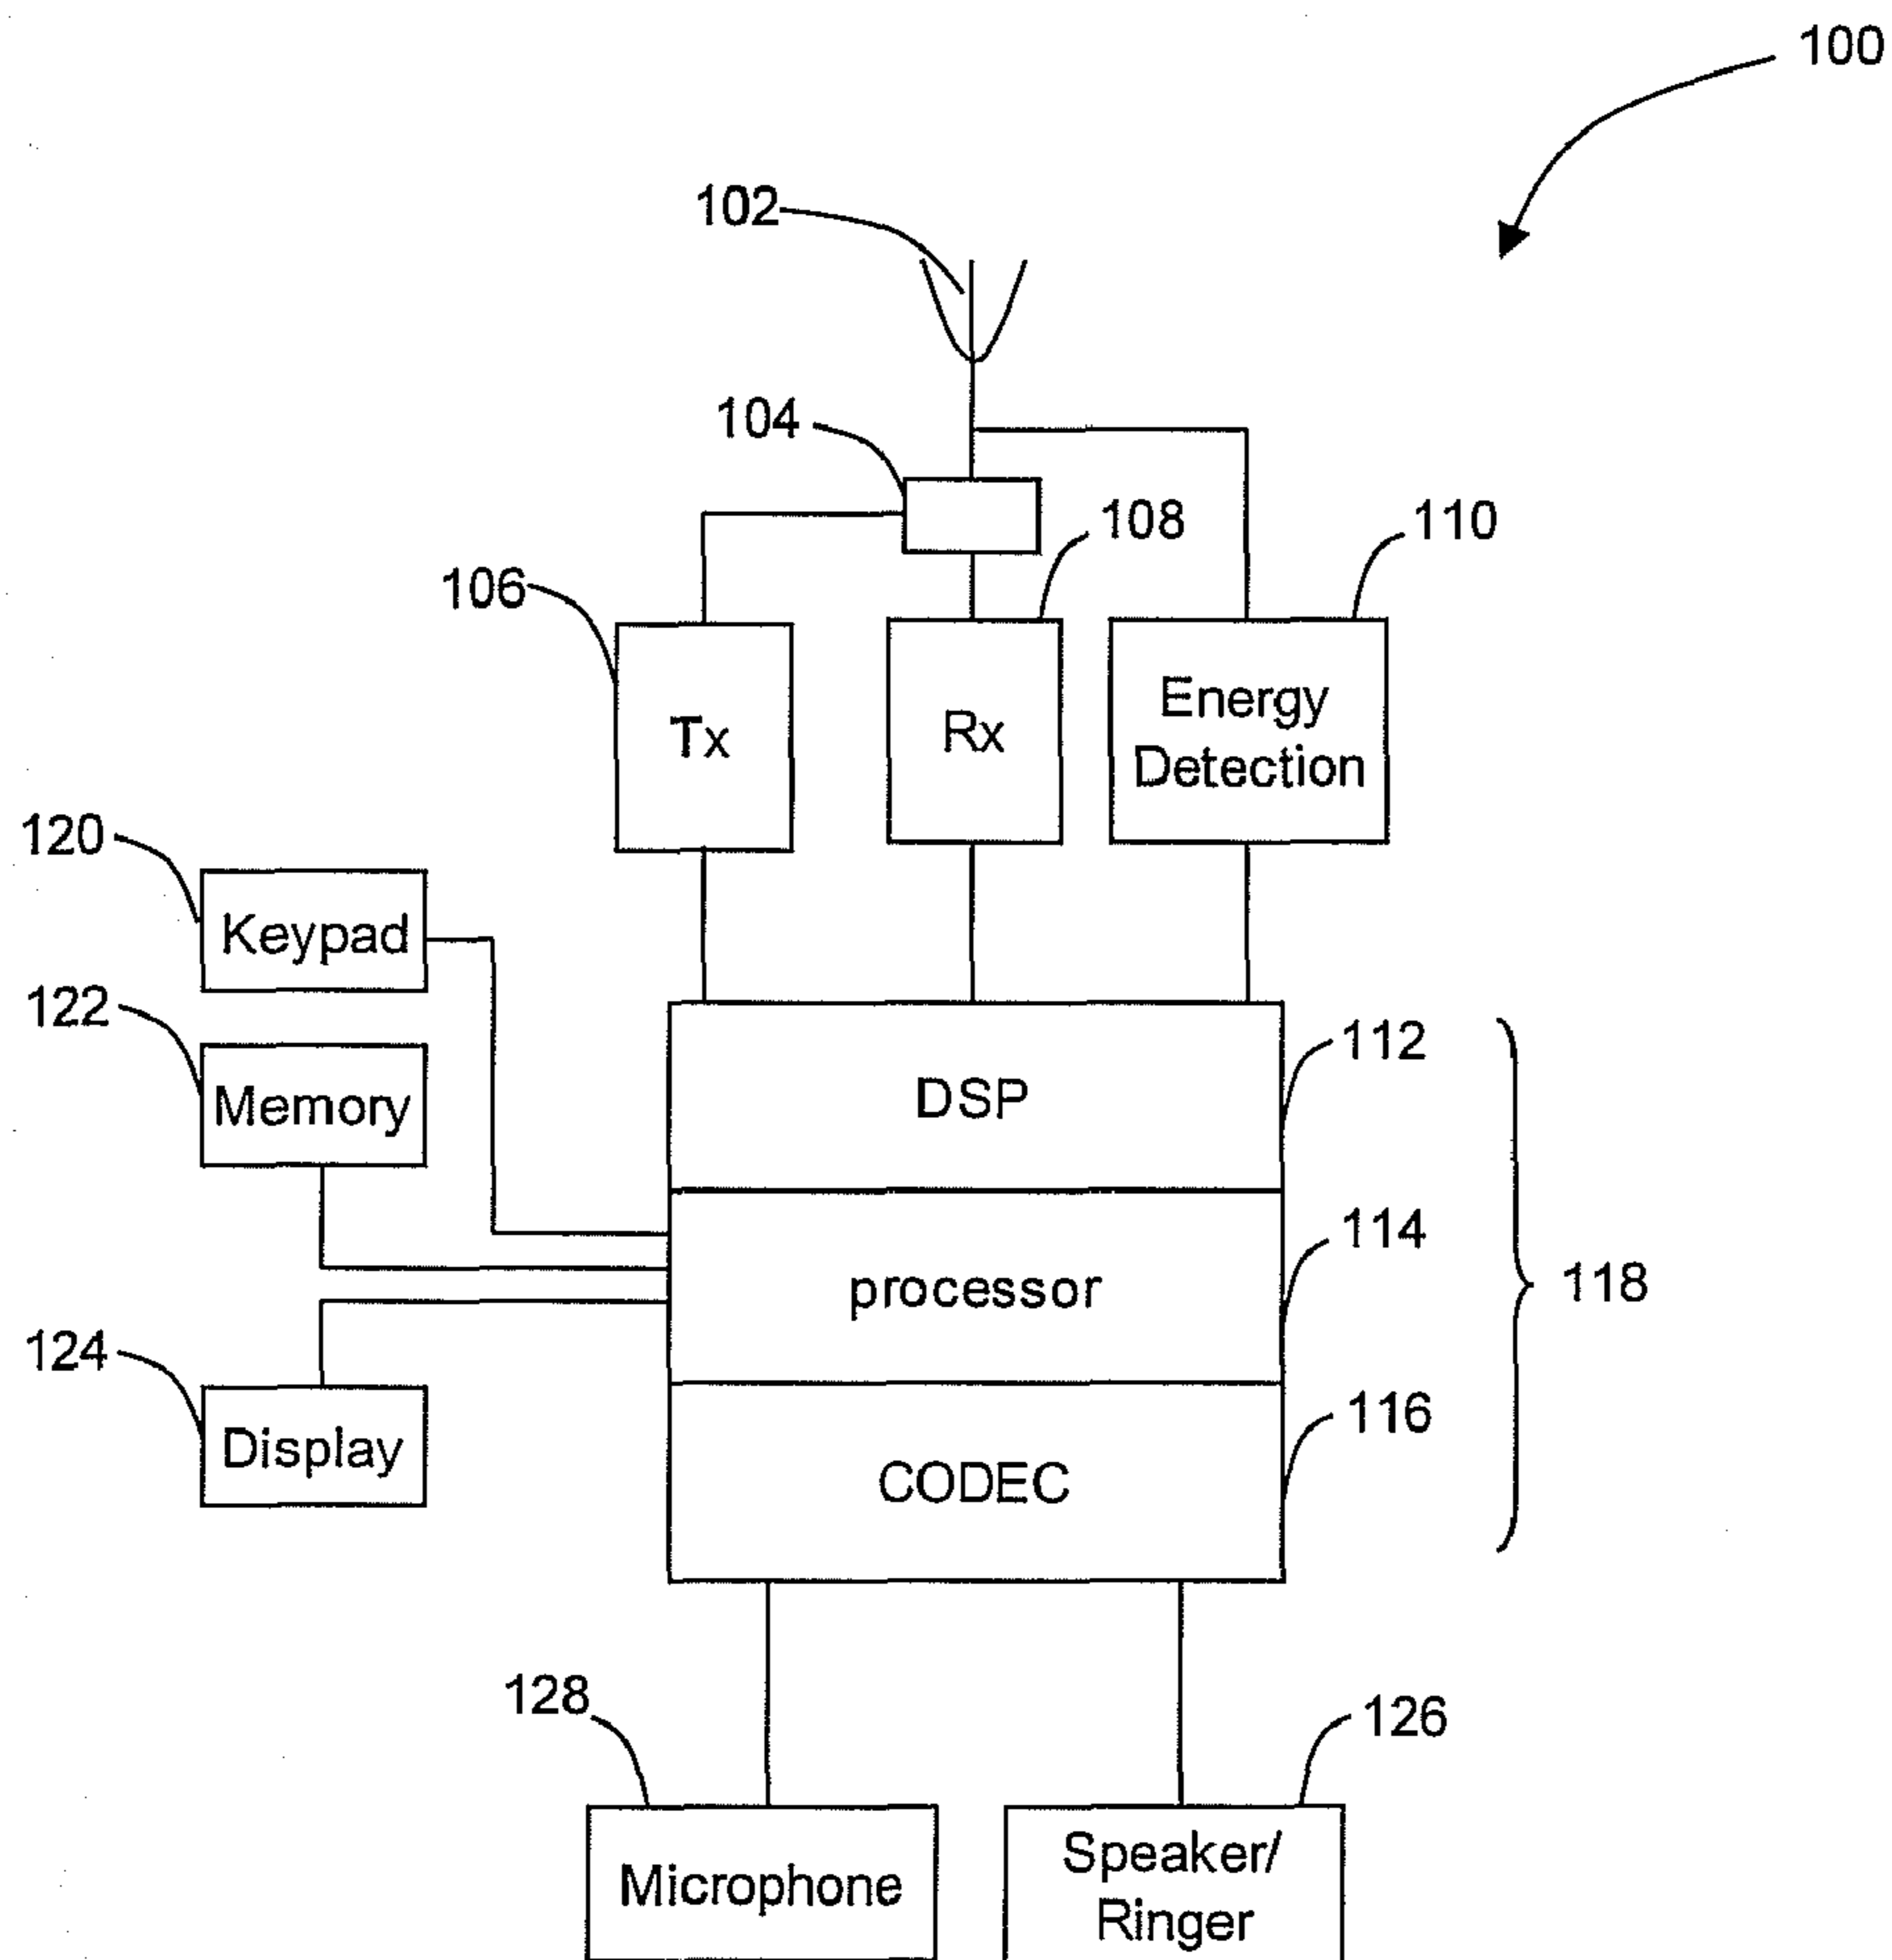 100
102
104
108
110
106
Tx
Rx
Energy
Detection
120
Keypad
122
Memory
112
DSP
114
processor
118
124
Display
116
CODEC
128
126
Microphone
Speaker/
Ringer